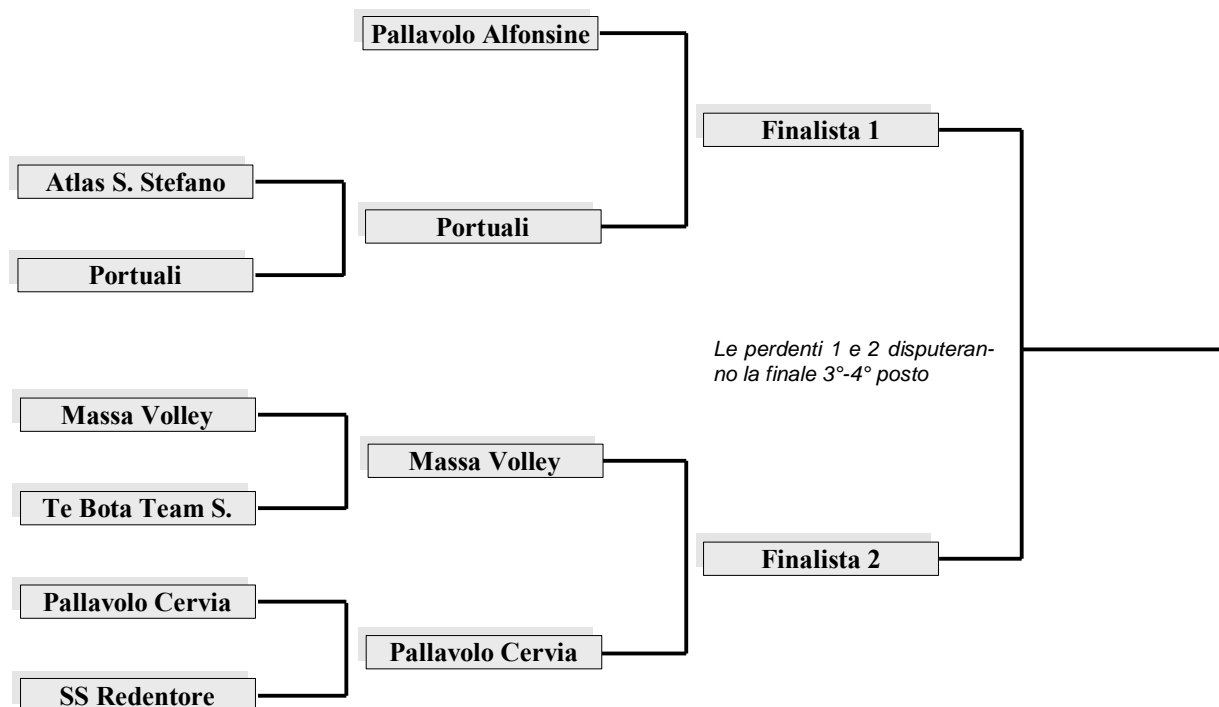 Pallavolo Alfonsine
Finalista 1
Atlas S. Stefano
Portuali
Portuali
Le perdenti 1 e 2 disputeran-
no la finale 3°-4° posto
Massa Volley
Massa Volley
Te Bota Team S.
Finalista 2
Pallavolo Cervia
Pallavolo Cervia
SS Redentore